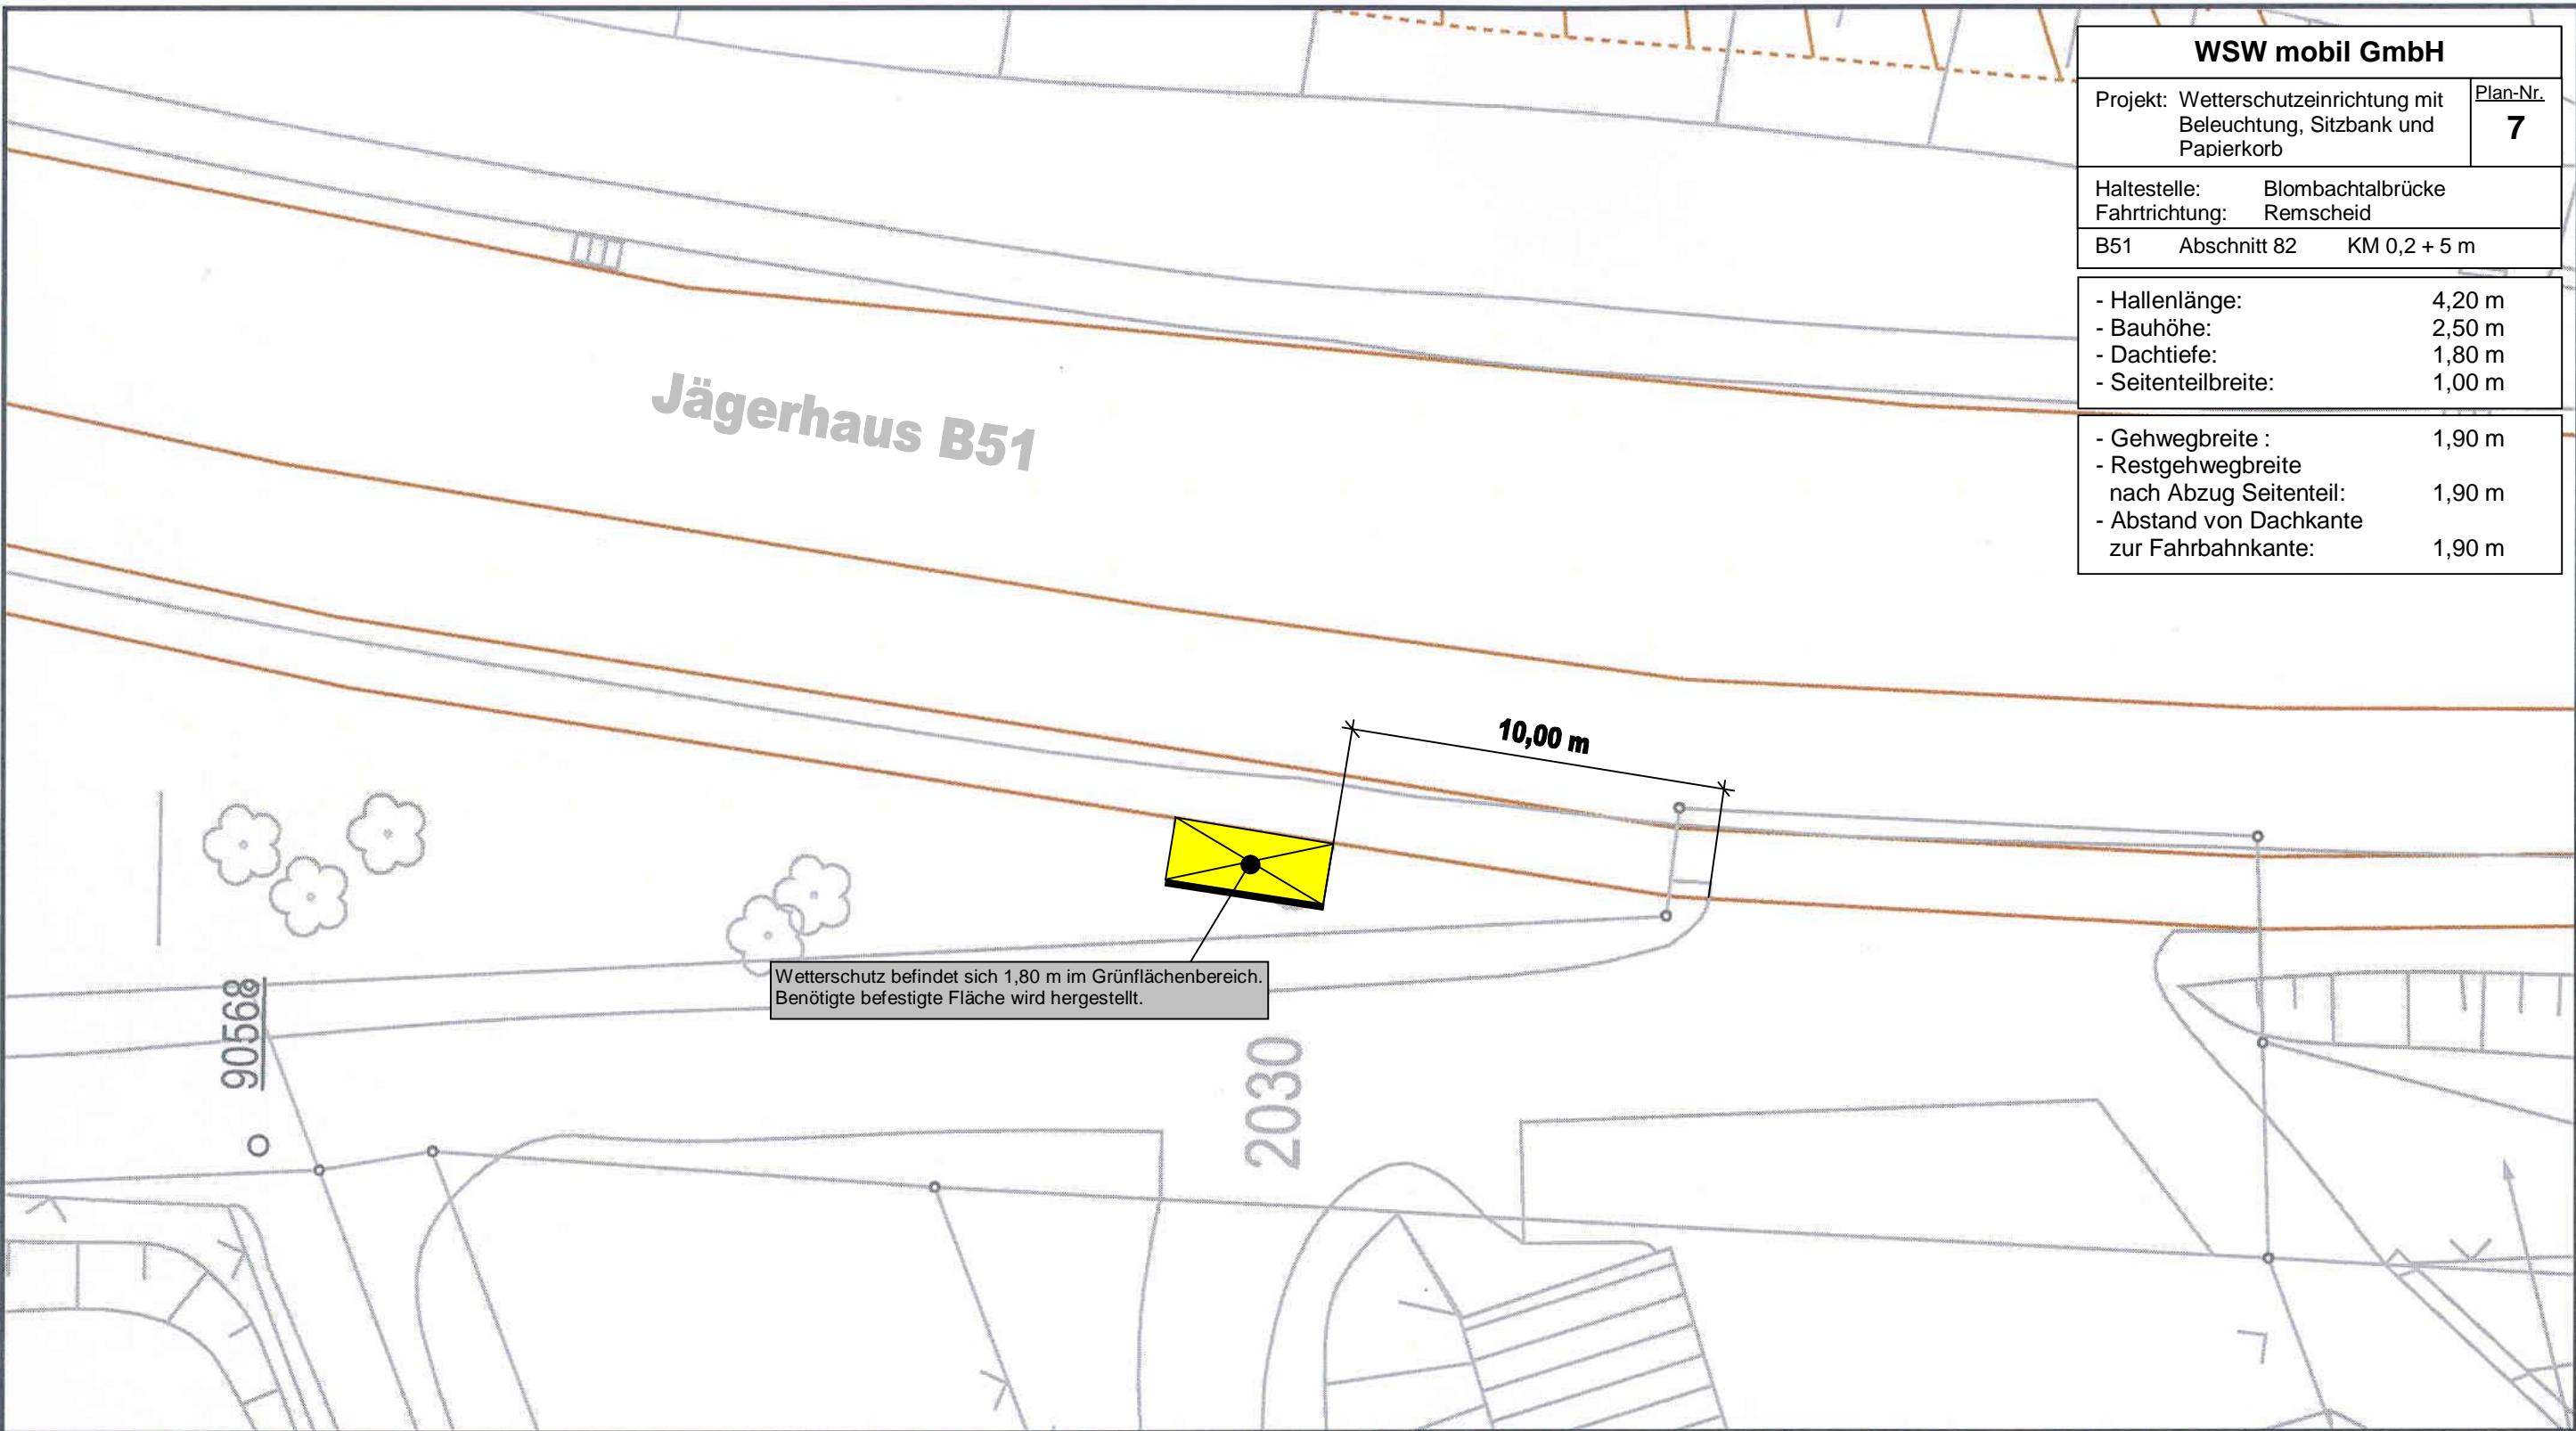 WSW mobil GmbH
Projekt: Wetterschutzeinrichtung mit
Beleuchtung, Sitzbank und
Papierkorb
Plan-Nr.
7
Haltestelle: Blombachtalbrücke
Fahrtrichtung: Remscheid
B51 Abschnitt 82 KM 0,2 + 5 m
- Hallenlänge: 4,20 m
- Bauhöhe: 2,50 m
- Dachtiefe: 1,80 m
- Seitenteilbreite: 1,00 m
- Gehwegbreite : 1,90 m
- Restgehwegbreite
nach Abzug Seitenteil: 1,90 m
- Abstand von Dachkante
zur Fahrbahnkante: 1,90 m
Jägerhaus B51
10,00 m
Wetterschutz befindet sich 1,80 m im Grünflächenbereich.
Benötigte befestigte Fläche wird hergestellt.
90568
2030